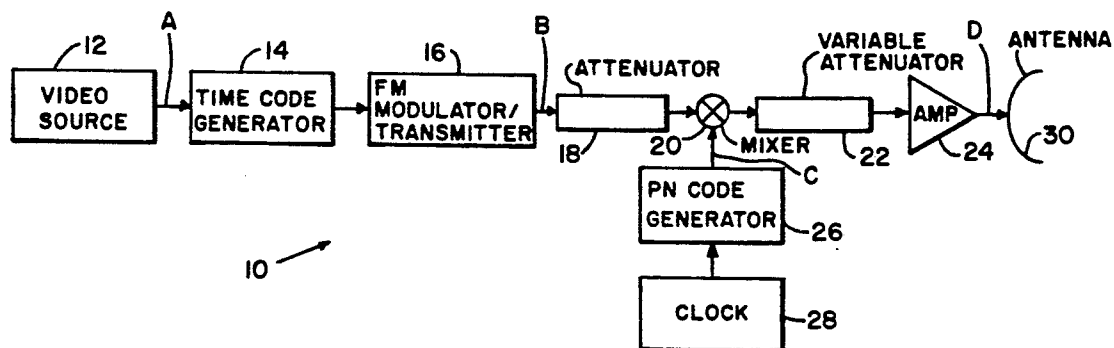 12
A
VIDEO
SOURCE
14
TIME CODE
GENERATOR
16
FM
MODULATOR/
TRANSMITTER
B
ATTENUATOR
18
20
MIXER
C
VARIABLE
ATTENUATOR
22
AMP
24
D
ANTENNA
30
PN CODE
GENERATOR
26
CLOCK
28
10